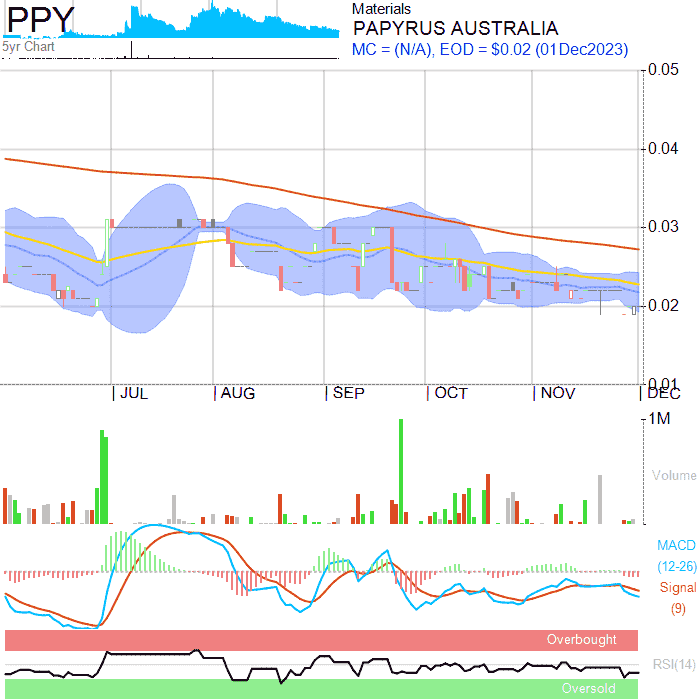 PPY
5yr Chart
Materials
PAPYRUS AUSTRALIA
MC = (N/A), EOD = $0.02 (01Dec2023)
0.05
0.04
0.03
0.02
0.01
JUL AUG SEP OCT NOV DEC
1M
Volume
MACD
(12-26)
Signal
(9)
Overbought
RSI(14)
Oversold